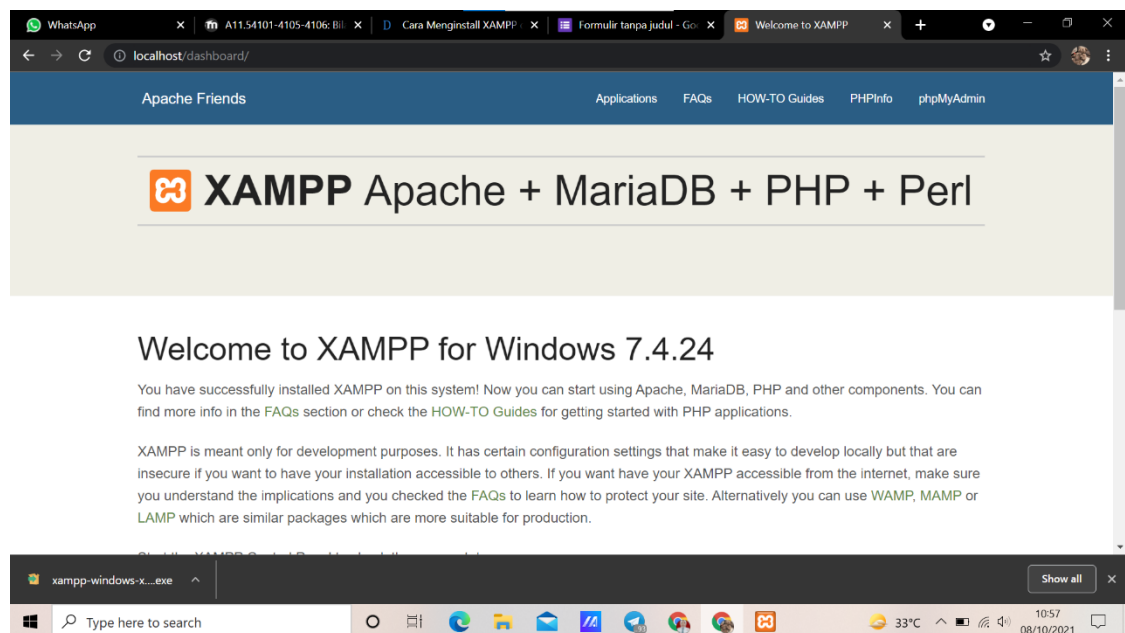 WhatsApp
A11.54101-4105-4106: Bil
Cara Menginstall XAMPP
Formulir tanpa judul - Goo
Welcome to XAMPP
localhost/dashboard/
Apache Friends
Applications FAQs HOW-TO Guides PHPInfo phpMyAdmin
XAMPP Apache + MariaDB + PHP + Perl
Welcome to XAMPP for Windows 7.4.24
You have successfully installed XAMPP on this system! Now you can start using Apache, MariaDB, PHP and other components. You can
find more info in the FAQs section or check the HOW-TO Guides for getting started with PHP applications.
XAMPP is meant only for development purposes. It has certain configuration settings that make it easy to develop locally but that are
insecure if you want to have your installation accessible to others. If you want have your XAMPP accessible from the internet, make sure
you understand the implications and you checked the FAQs to learn how to protect your site. Alternatively you can use WAMP, MAMP or
LAMP which are similar packages which are more suitable for production.
xampp-windows-x....exe
Show all
Type here to search
33°C
10:57
08/10/2021